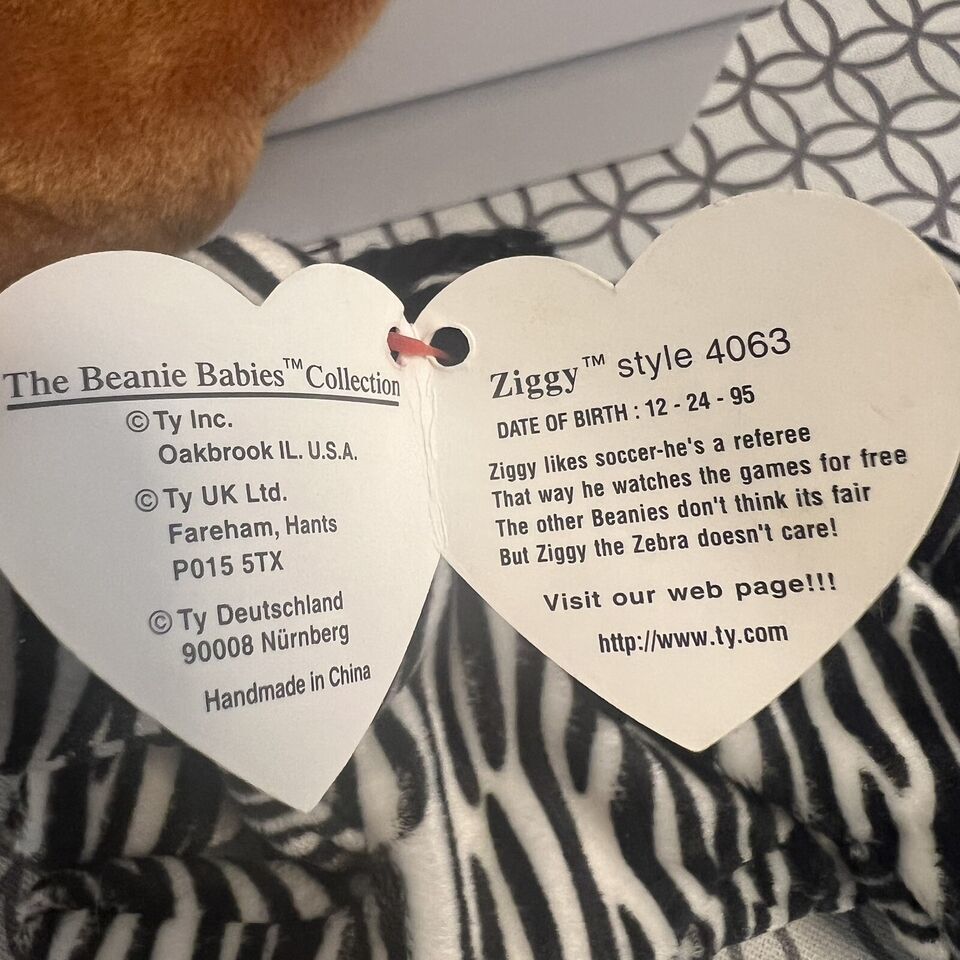 The Beanie Babies™ Collection
© Ty Inc.
Oakbrook IL. U.S.A.
© Ty UK Ltd.
Fareham, Hants
P015 5TX
© Ty Deutschland
90008 Nürnberg
Handmade in China
Ziggy™ style 4063
DATE OF BIRTH : 12 - 24 - 95
Ziggy likes soccer-he's a referee
That way he watches the games for free
The other Beanies don't think its fair
But Ziggy the Zebra doesn't care!
Visit our web page!!!
http://www.ty.com